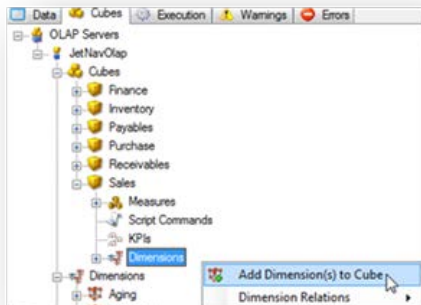 Data Cubes Execution Warnings Errors
OLAP Servers
JetNavOlap
Cubes
Finance
Inventory
Payables
Purchase
Receivables
Sales
Measures
Script Commands
KPIs
Dimensions
Add Dimension(s) to Cube
Dimensions
Dimension Relations
Aging